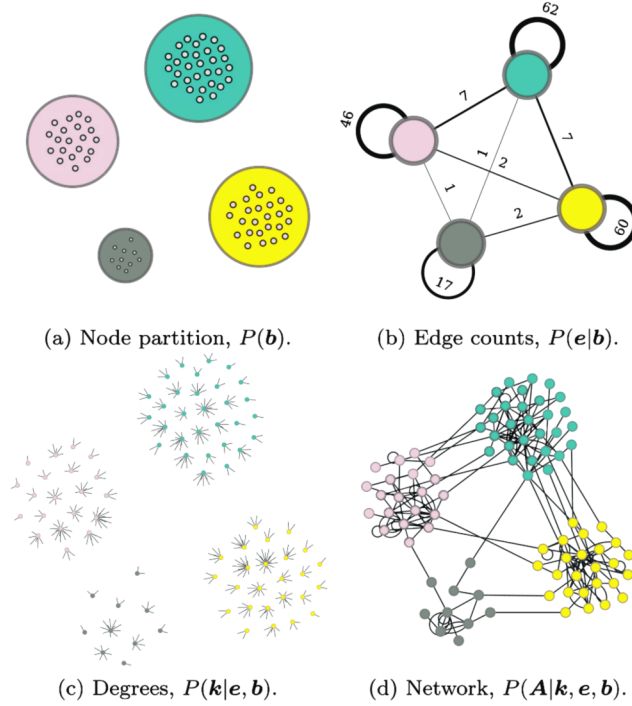 62
46
7
7
1
2
1
2
60
17
(a) Node partition, P(b).
(b) Edge counts, P(e|b).
(c) Degrees, P(k|e, b).
(d) Network, P(A|k, e, b).